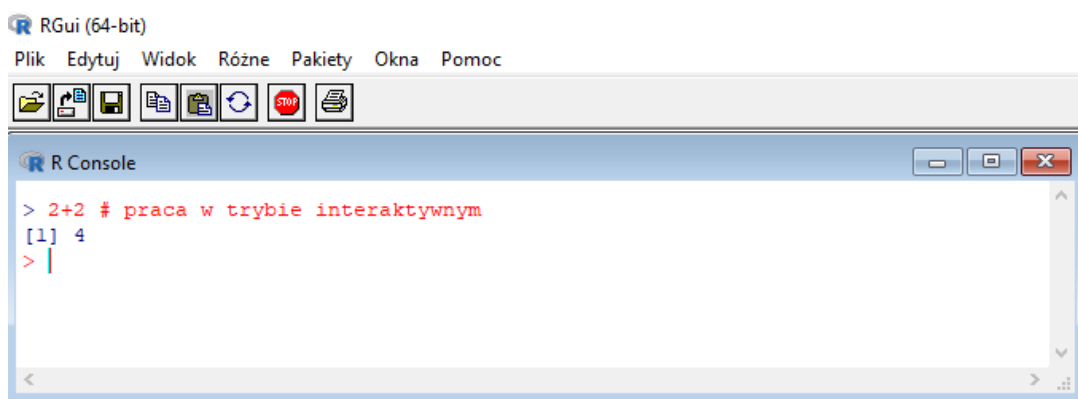 RGui (64-bit)
Plik Edytuj Widok Różne Pakiety Okna Pomoc
STOP
R Console
> 2+2 # praca w trybie interaktywnym
[1] 4
>